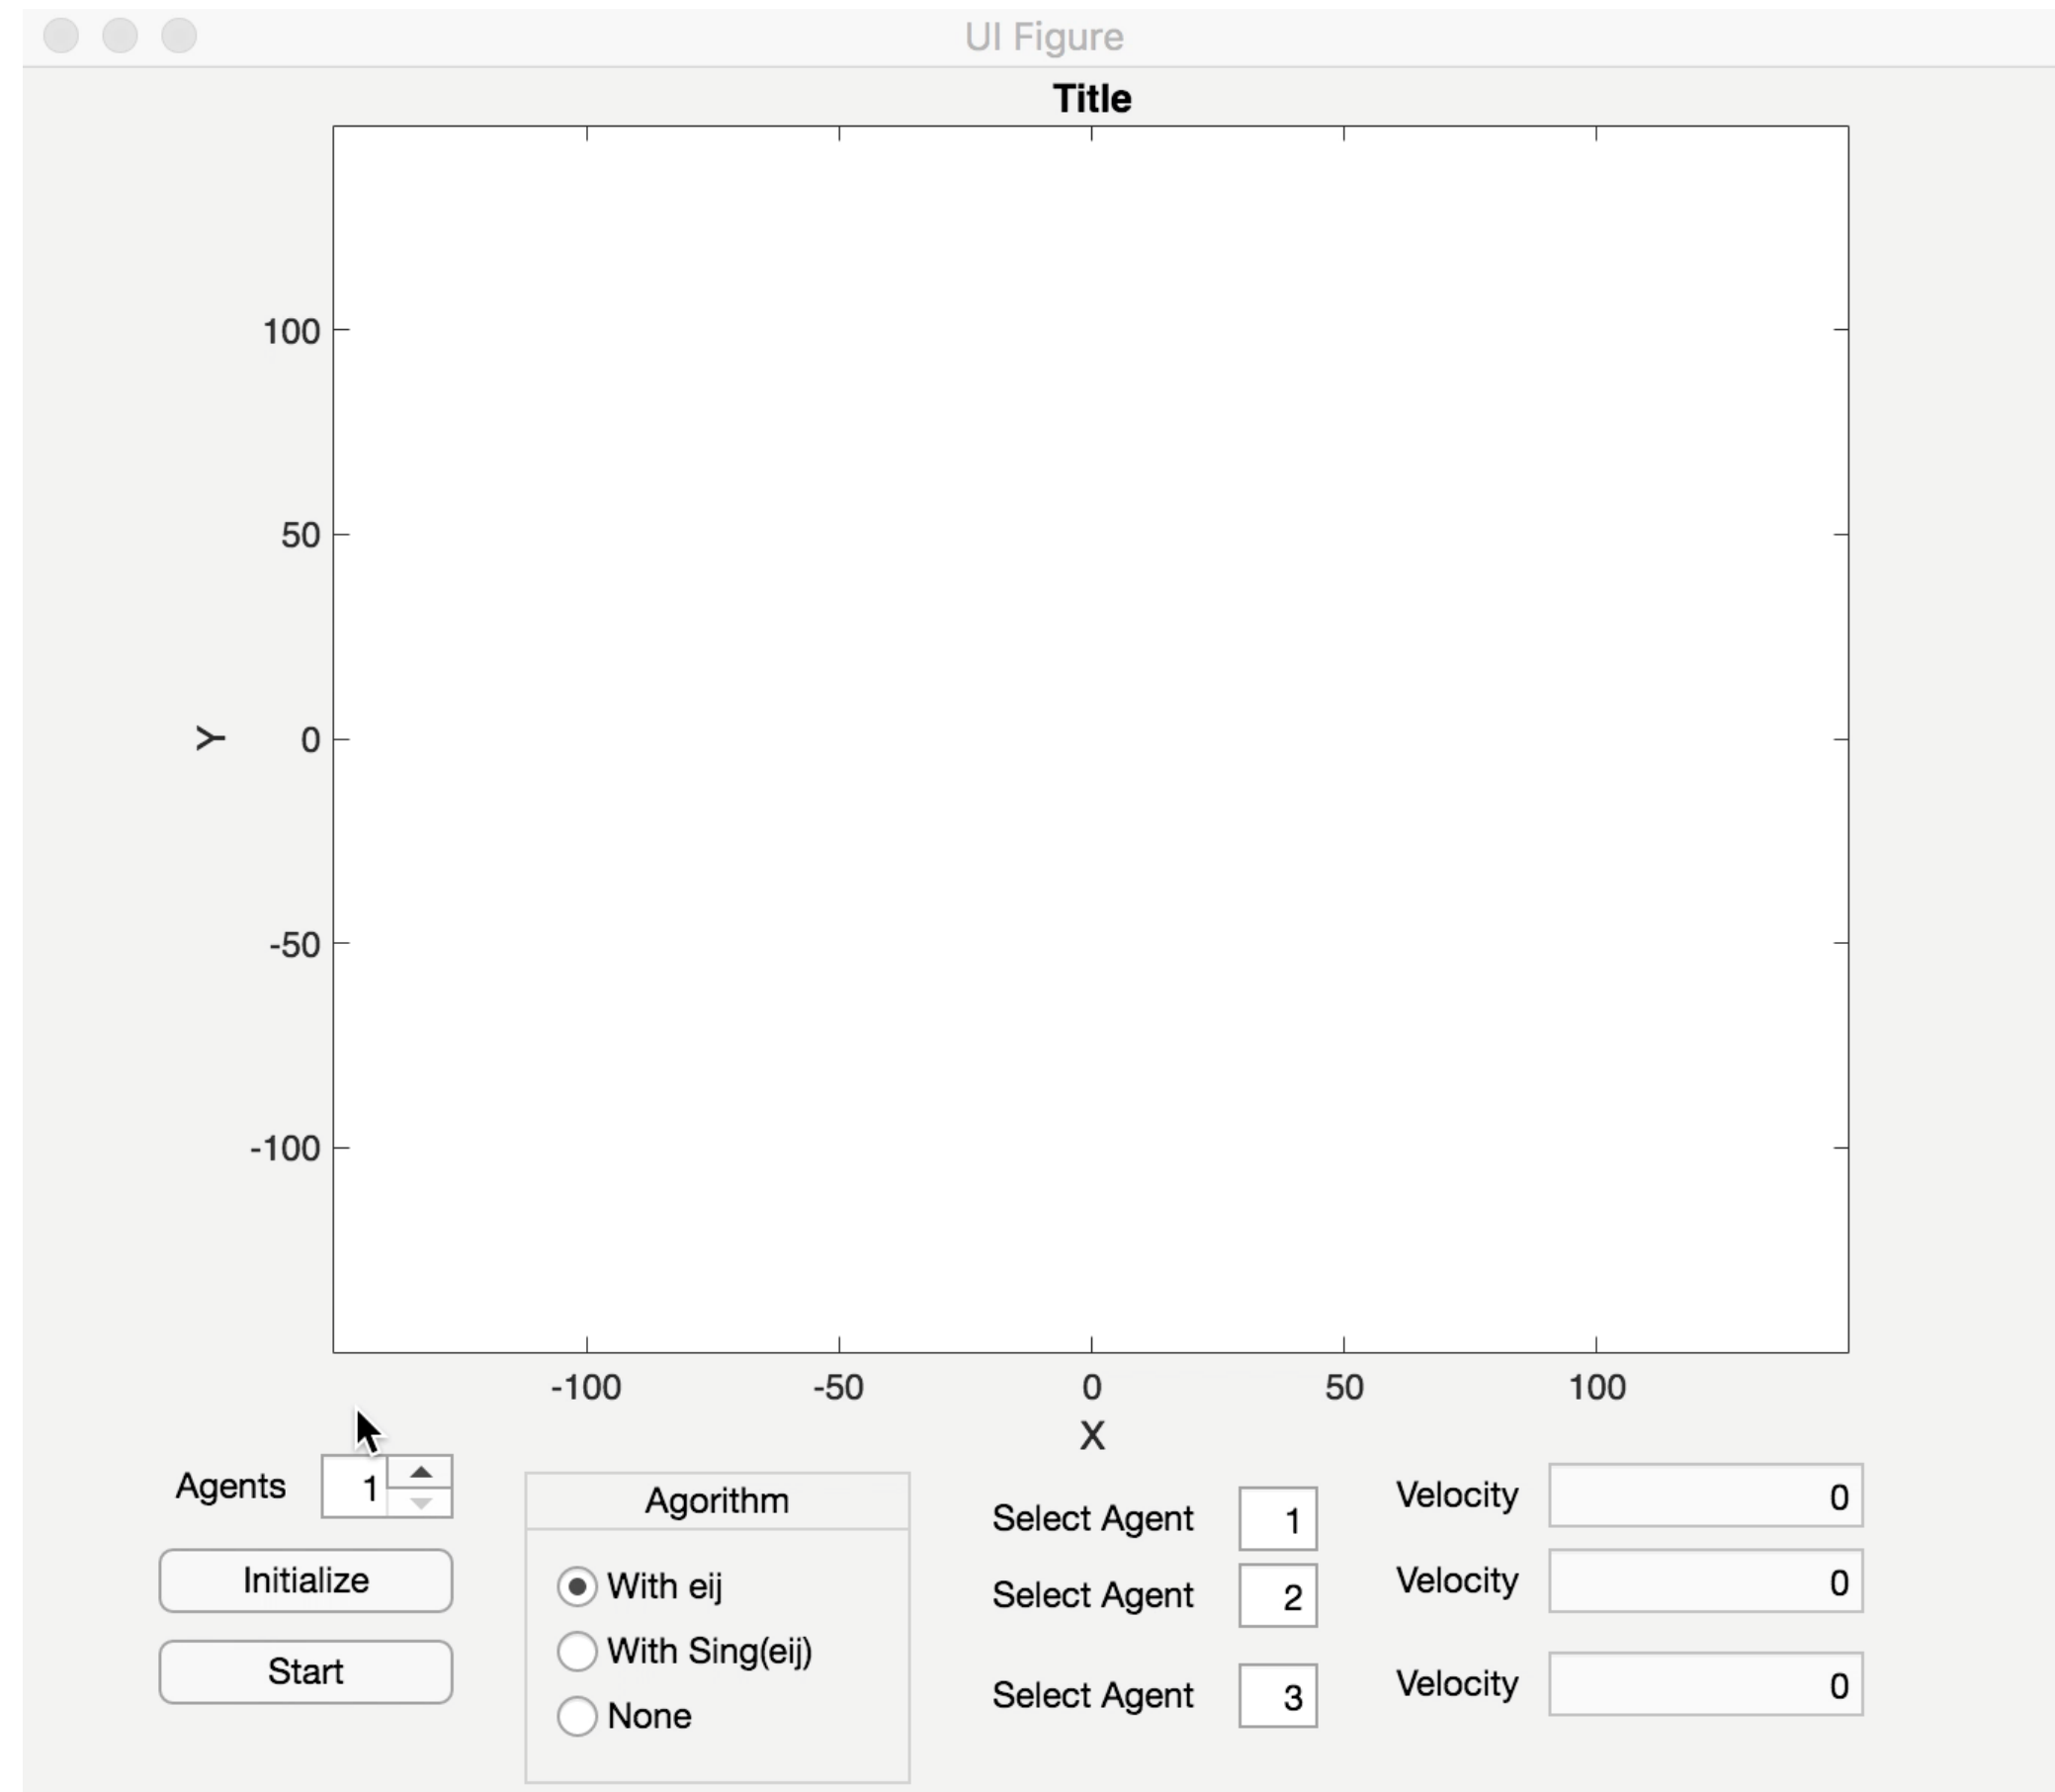 UI Figure
Title
100
50
0
-50
-100
Y
-100 -50 0 50 100
X
Agents 1
Initialize
Start
Agorithm
With eij
With Sing(eij)
None
Select Agent 1
Select Agent 2
Select Agent 3
Velocity 0
Velocity 0
Velocity 0